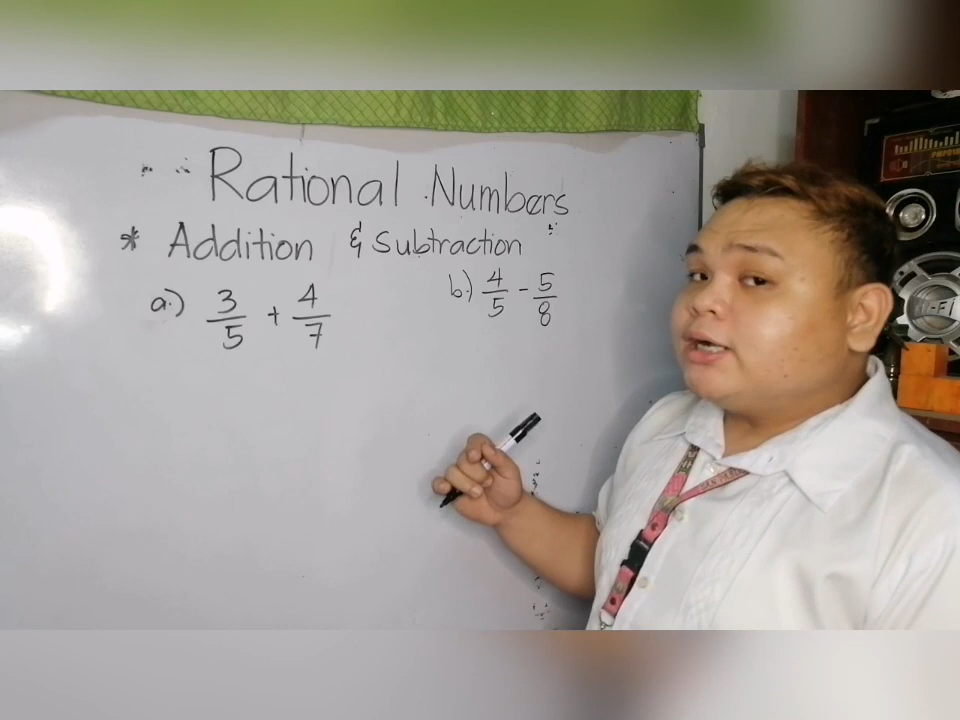 Rational Numbers
* Addition & Subtraction
a.) 3/5 + 4/7
b.) 4/5 - 5/8